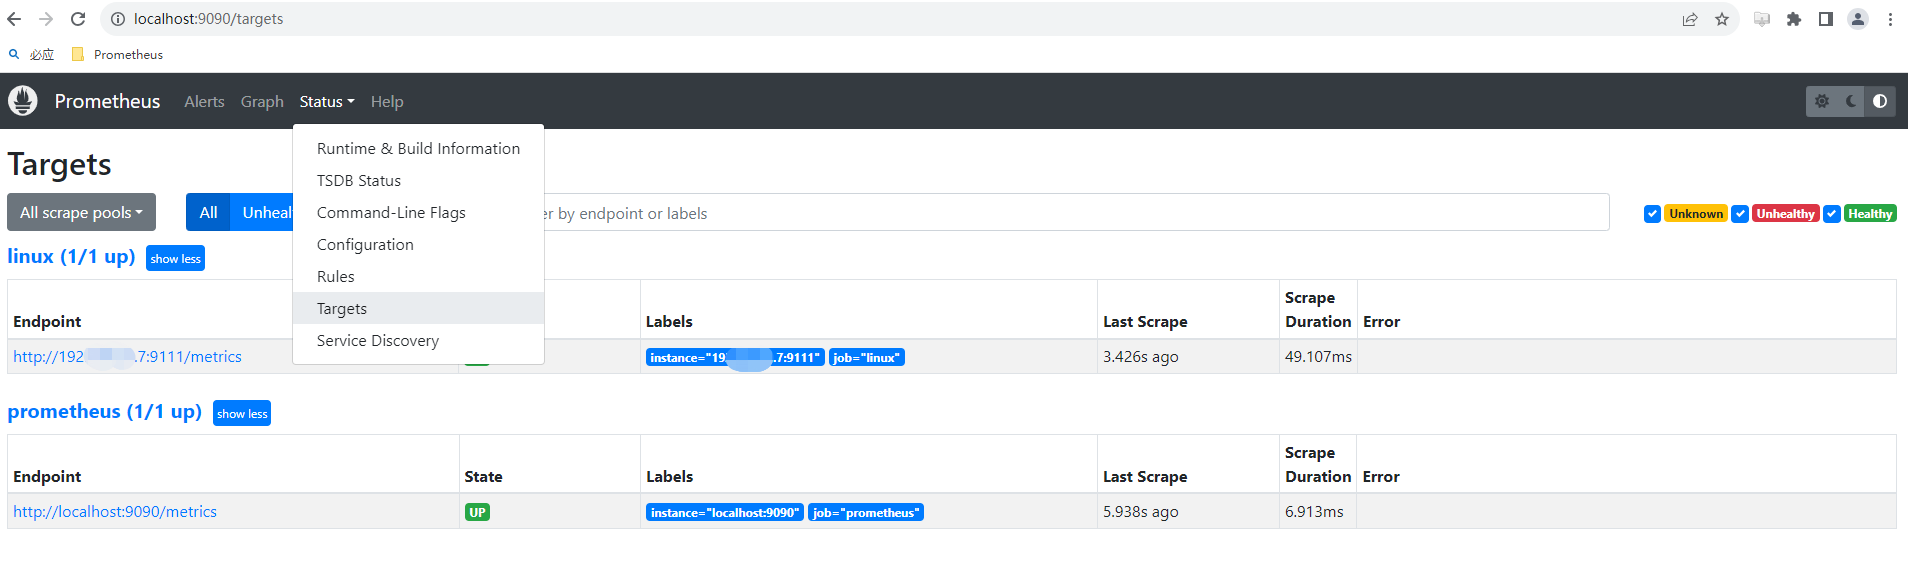 localhost:9090/targets
必应 Prometheus
Prometheus Alerts Graph Status Help
Runtime & Build Information
TSDB Status
Command-Line Flags
Configuration
Rules
Targets
Service Discovery
Targets
All scrape pools All Unheal er by endpoint or labels Unknown Unhealthy Healthy
linux (1/1 up) show less
Endpoint Labels Last Scrape Scrape Duration Error
http://192 .7:9111/metrics instance="19 .7:9111" job="linux" 3.426s ago 49.107ms
prometheus (1/1 up) show less
Endpoint State Labels Last Scrape Scrape Duration Error
http://localhost:9090/metrics UP instance="localhost:9090" job="prometheus" 5.938s ago 6.913ms